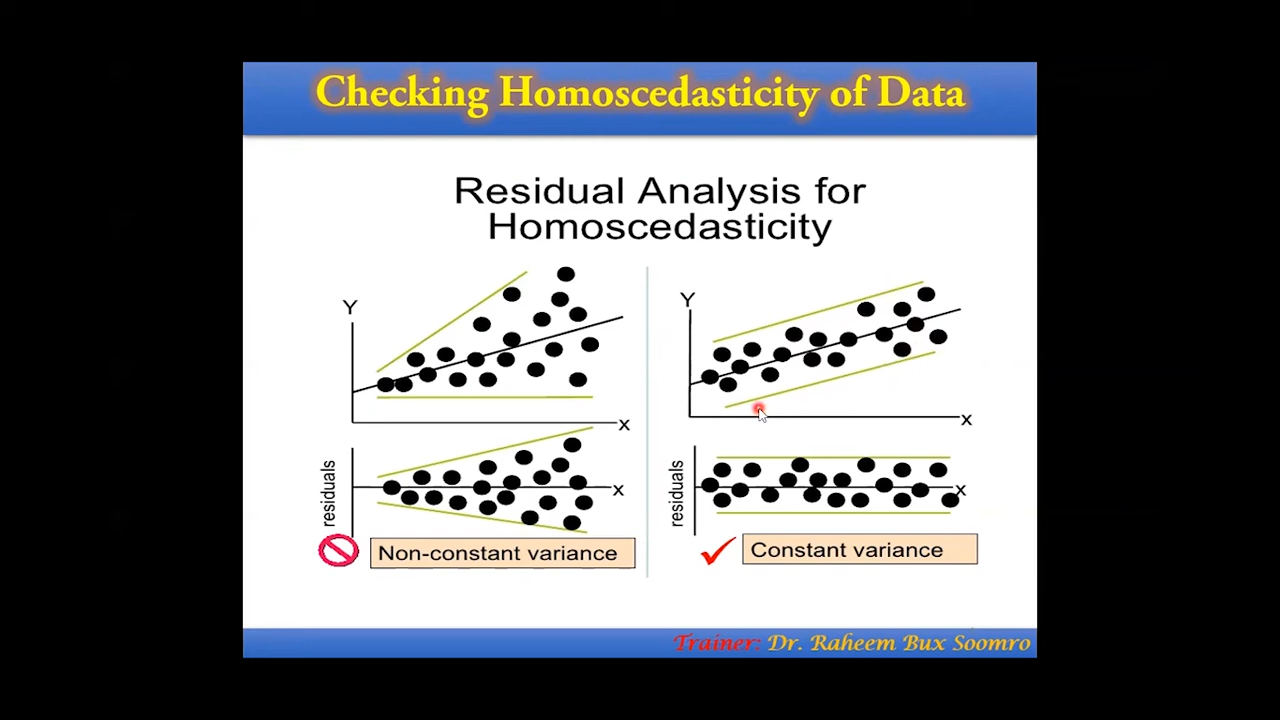 Checking Homoscedasticity of Data
Residual Analysis for
Homoscedasticity
Y
x
residuals
x
Non-constant variance
Y
x
residuals
x
Constant variance
Trainer: Dr. Raheem Bux Soomro